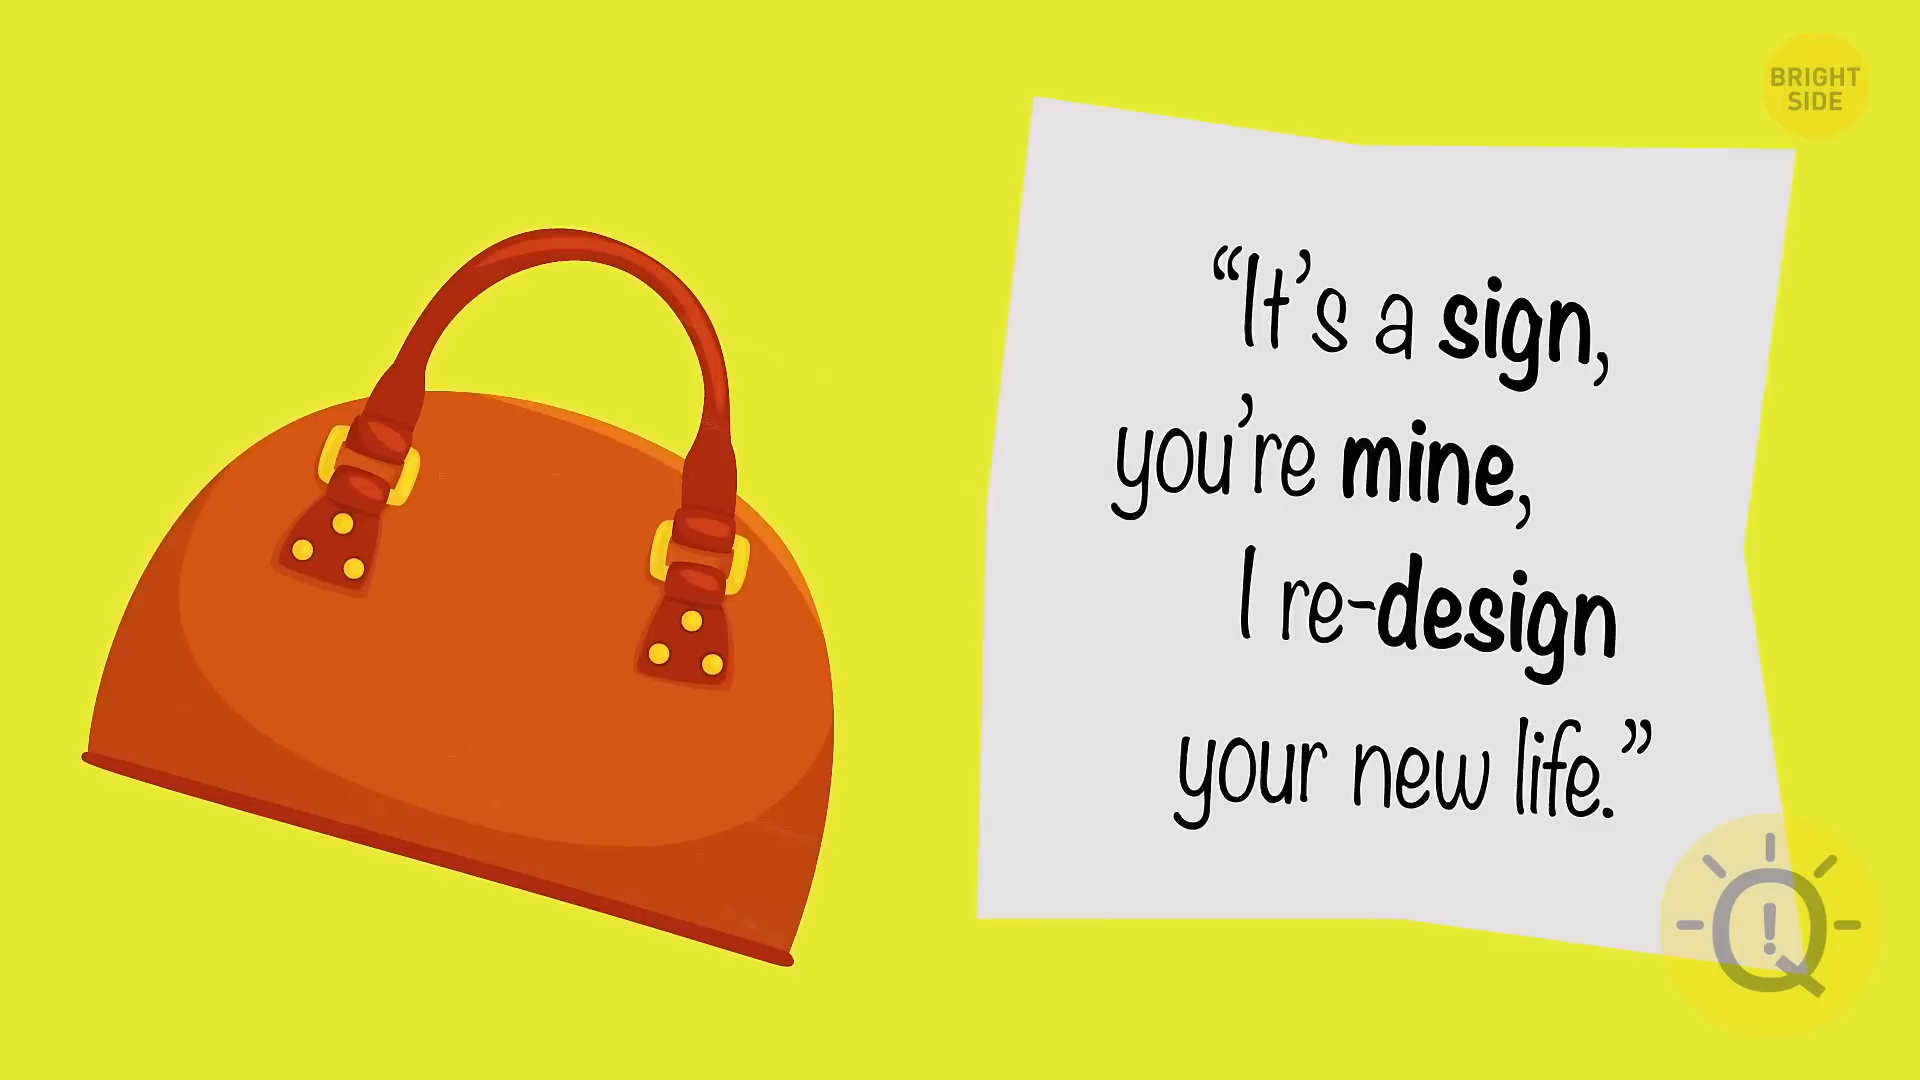 BRIGHT
SIDE
“It’s a sign,
you’re mine,
I re-design
your new life.”
Q!